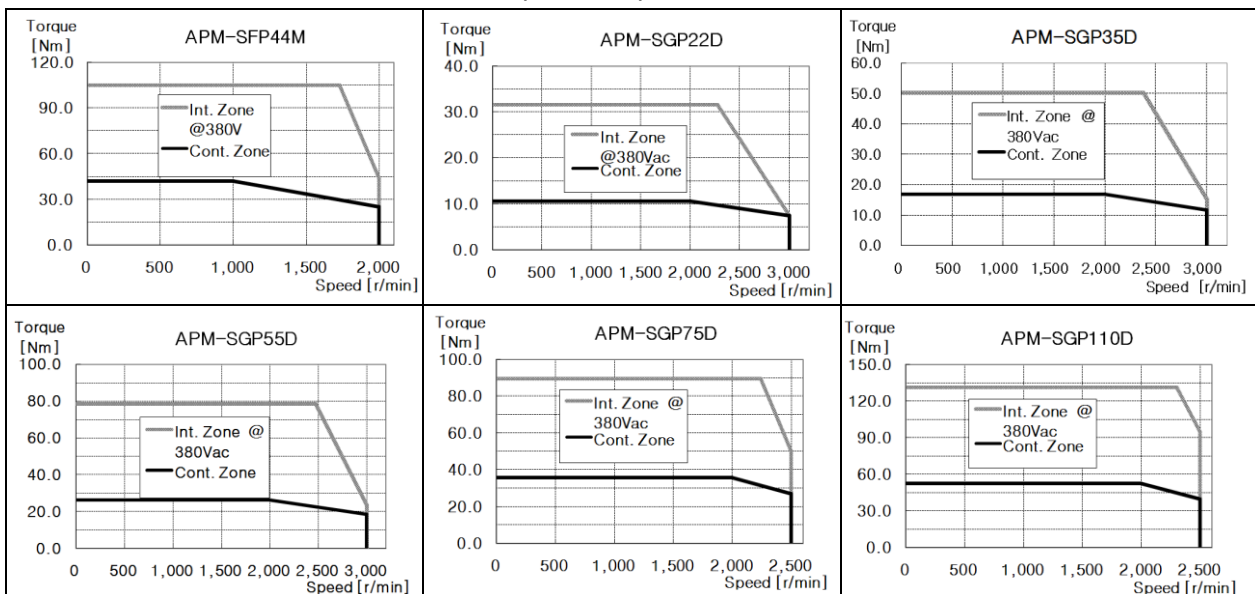 Torque
[Nm]
APM-SFP44M
120.0
90.0
60.0
30.0
0.0
Int. Zone
@380V
Cont. Zone
0 500 1,000 1,500 2,000
Speed [r/min]
Torque
[Nm]
APM-SGP22D
40.0
30.0
20.0
10.0
0.0
Int. Zone
@380Vac
Cont. Zone
0 500 1,000 1,500 2,000 2,500 3,000
Speed [r/min]
Torque
[Nm]
APM-SGP35D
60.0
50.0
40.0
30.0
20.0
10.0
0.0
Int. Zone @
380Vac
Cont. Zone
0 500 1,000 1,500 2,000 2,500 3,000
Speed [r/min]
Torque
[Nm]
APM-SGP55D
100.0
80.0
60.0
40.0
20.0
0.0
Int. Zone @
380Vac
Cont. Zone
0 500 1,000 1,500 2,000 2,500 3,000
Speed [r/min]
Torque
[Nm]
APM-SGP75D
100.0
80.0
60.0
40.0
20.0
0.0
Int. Zone @
380Vac
Cont. Zone
0 500 1,000 1,500 2,000 2,500
Speed [r/min]
Torque
[Nm]
APM-SGP110D
150.0
120.0
90.0
60.0
30.0
0.0
Int. Zone @
380Vac
Cont. Zone
0 500 1,000 1,500 2,000 2,500
Speed [r/min]